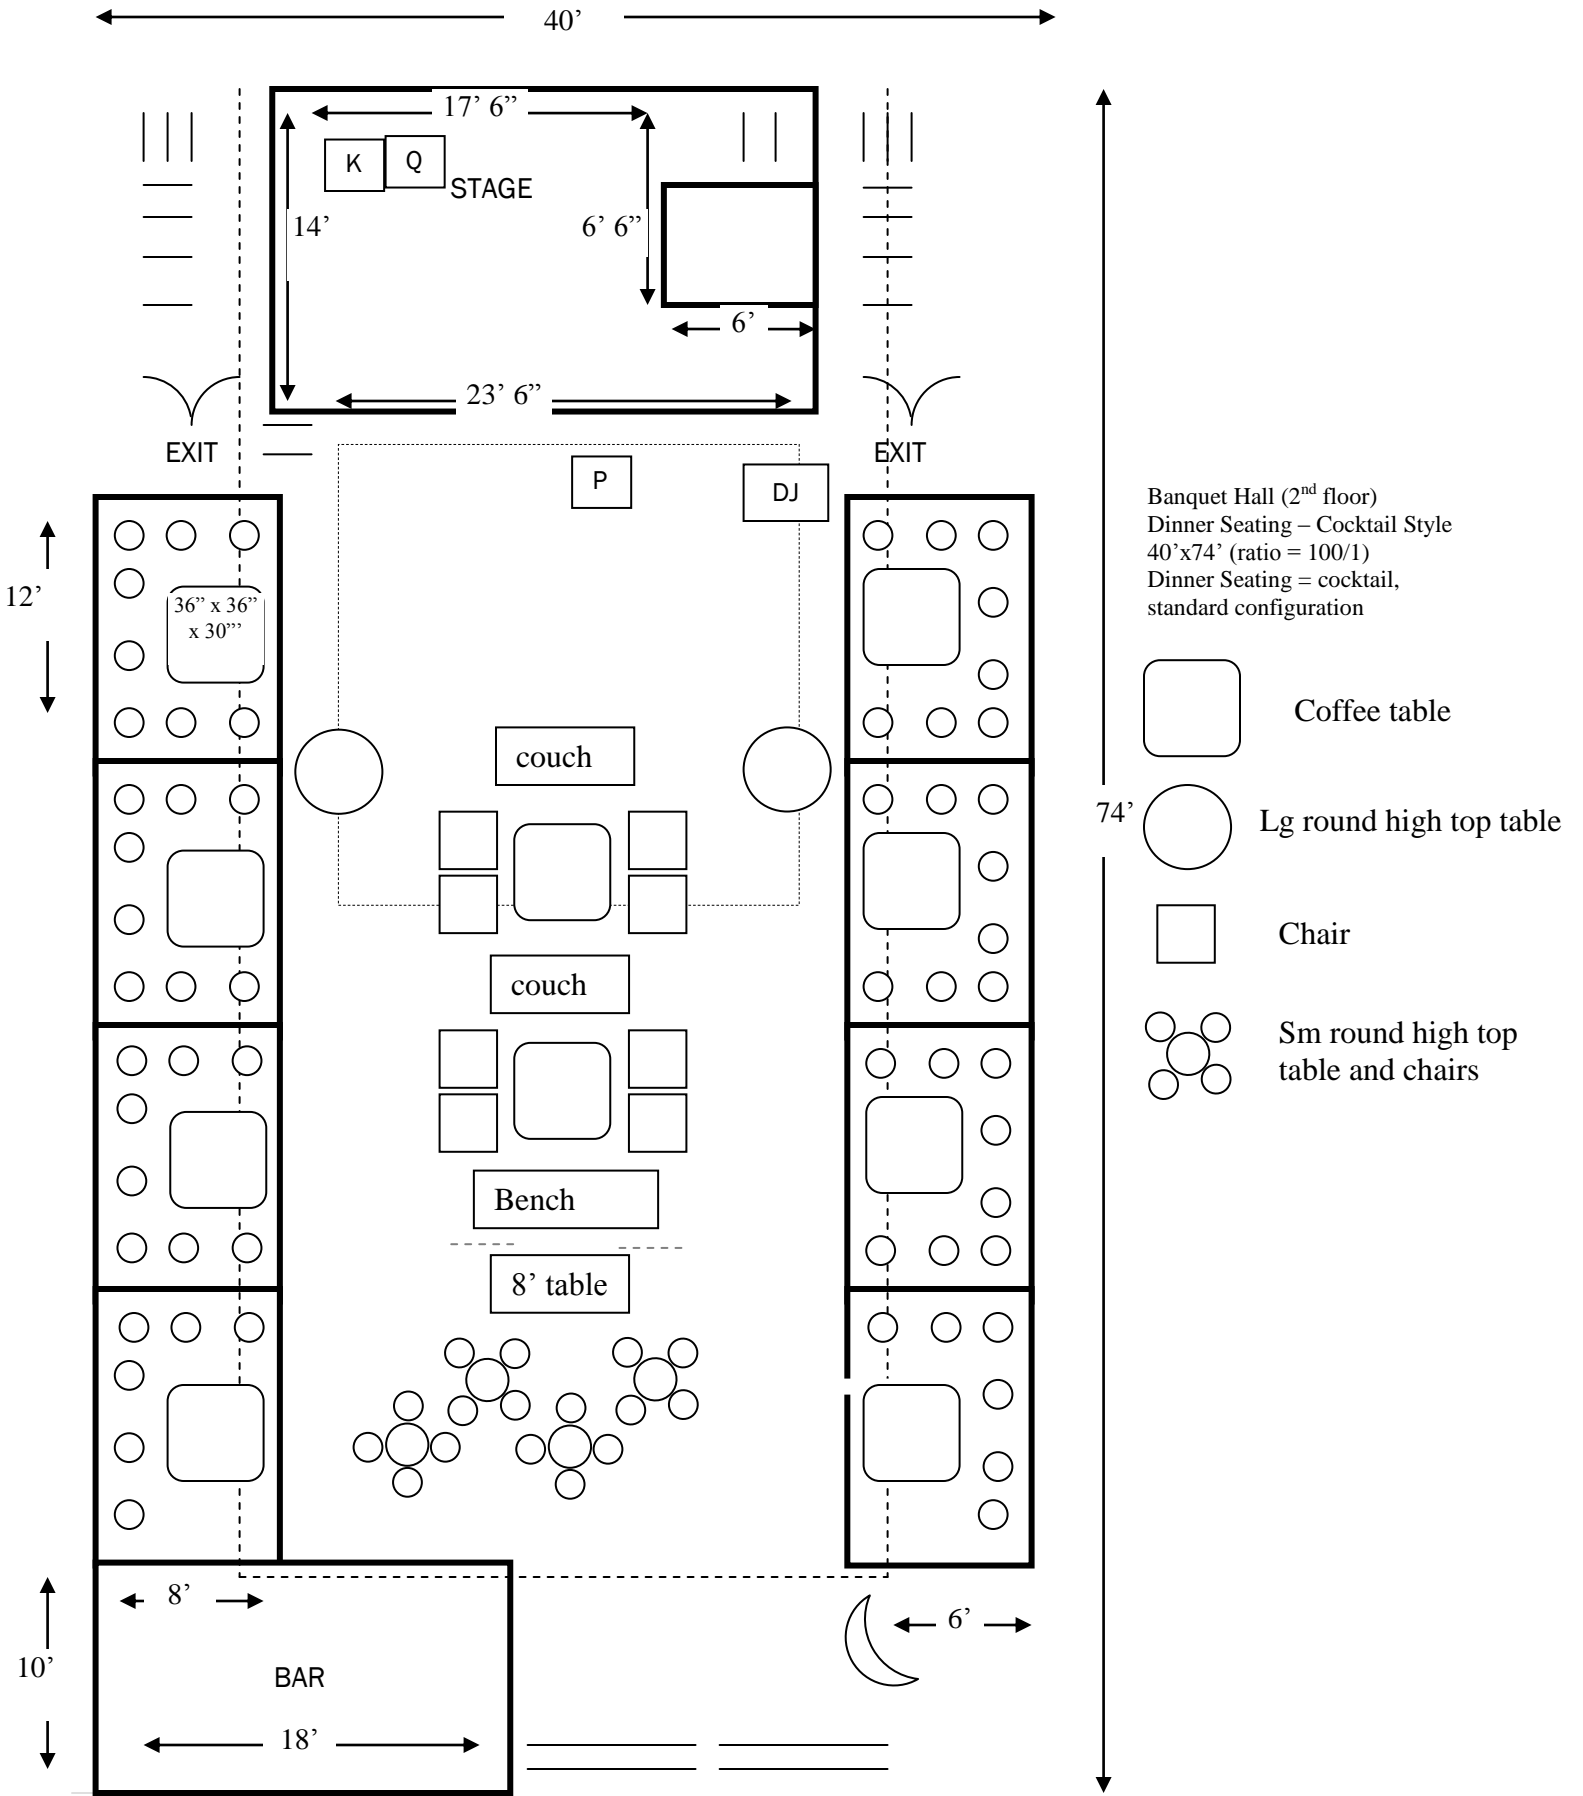 40’
17’ 6”
K
Q
STAGE
14’
6’ 6”
6’
23’ 6”
EXIT
EXIT
P
DJ
12’
36” x 36”
x 30”’
Banquet Hall (2nd floor)
Dinner Seating – Cocktail Style
40’x74’ (ratio = 100/1)
Dinner Seating = cocktail,
standard configuration
Coffee table
couch
74’
Lg round high top table
Chair
couch
Sm round high top
table and chairs
Bench
8’ table
8’
6’
10’
BAR
18’